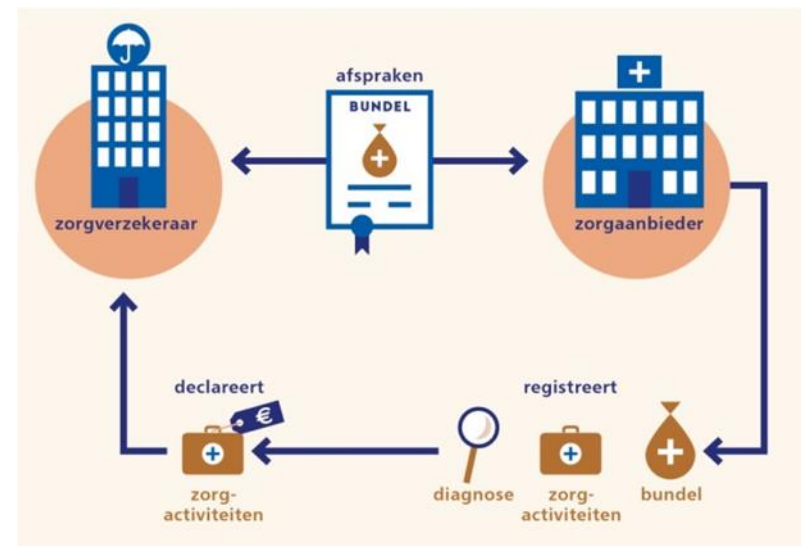 afspraken
BUNDEL
zorgverzekeraar
zorgaanbieder
declareert
registreert
€
zorg-
activiteiten
diagnose
zorg-
activiteiten
bundel